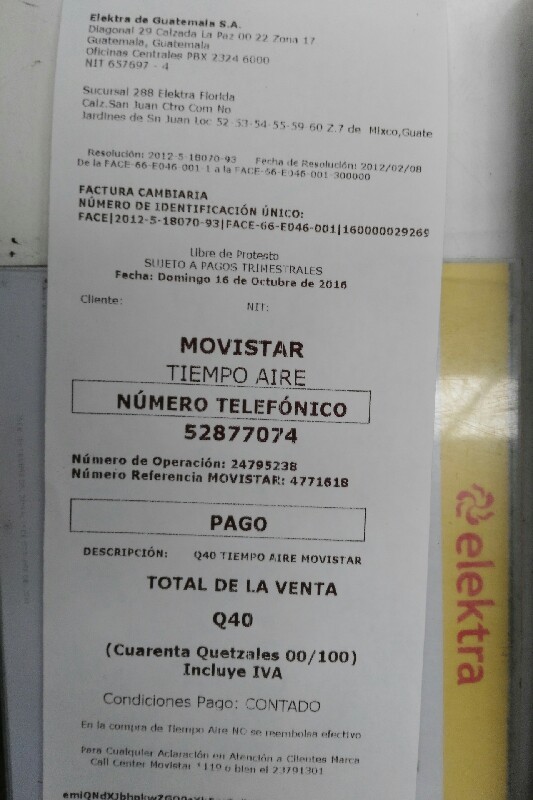 Elektra de Guatemala S.A.
Diagonal 29 Calzada La Paz 00 22 Zona 17
Guatemala, Guatemala
Oficinas Centrales PBX 2324 6000
NIT 657697 - 4
Sucursal 288 Elektra Florida
Calz.San Juan Ctro Com No
Jardines de Sn Juan Loc 52-53-54-55-59-60 Z.7 de Mixco,Guate
Resolución: 2012-5-18070-93 Fecha de Resolución: 2012/02/08
De la FACE-66-E046-001-1 a la FACE-66-E046-001-300000
FACTURA CAMBIARIA
NÚMERO DE IDENTIFICACIÓN ÚNICO:
FACE|2012-5-18070-93|FACE-66-E046-001|160000029269
Libre de Protesto
SUJETO A PAGOS TRIMESTRALES
Fecha: Domingo 16 de Octubre de 2016
Cliente: NIT:
MOVISTAR
TIEMPO AIRE
NÚMERO TELEFÓNICO
52877074
Número de Operación: 24795238
Número Referencia MOVISTAR: 4771618
PAGO
DESCRIPCIÓN: Q40 TIEMPO AIRE MOVISTAR
TOTAL DE LA VENTA
Q40
(Cuarenta Quetzales 00/100)
Incluye IVA
Condiciones Pago: CONTADO
En la compra de Tiempo Aire NO se reembolsa efectivo
Para Cualquier Aclaración en Atención a Clientes Marca
Call Center Movistar *119 o bien el 23791301
elektra